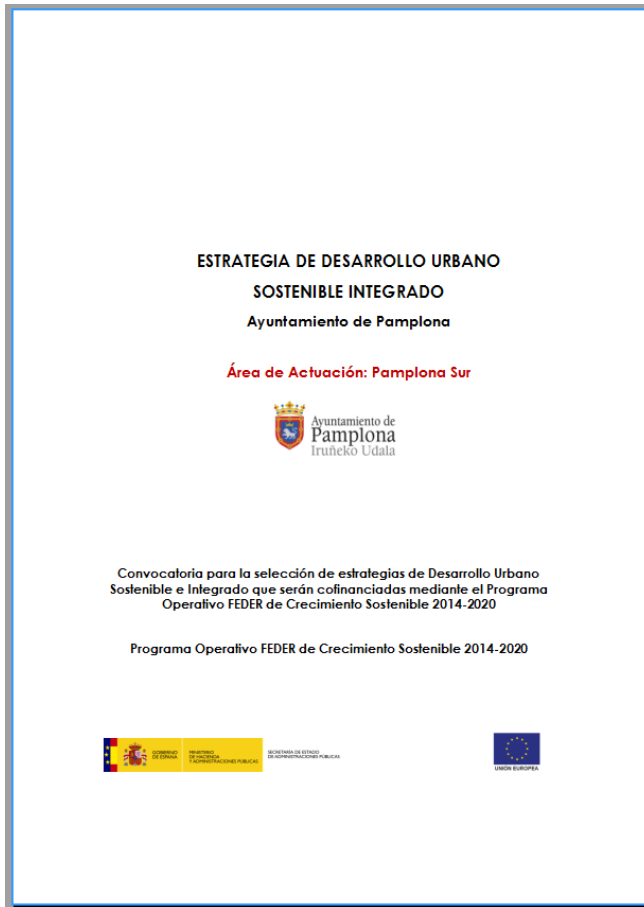 ESTRATEGIA DE DESARROLLO URBANO
SOSTENIBLE INTEGRADO
Ayuntamiento de Pamplona
Área de Actuación: Pamplona Sur
Ayuntamiento de
Pamplona
Iruñeko Udala
Convocatoria para la selección de estrategias de Desarrollo Urbano
Sostenible e Integrado que serán cofinanciadas mediante el Programa
Operativo FEDER de Crecimiento Sostenible 2014-2020
Programa Operativo FEDER de Crecimiento Sostenible 2014-2020
GOBIERNO
DE ESPAÑA
MINISTERIO
DE HACIENDA
Y ADMINISTRACIONES PÚBLICAS
SECRETARÍA DE ESTADO
DE ADMINISTRACIONES PÚBLICAS
UNIÓN EUROPEA